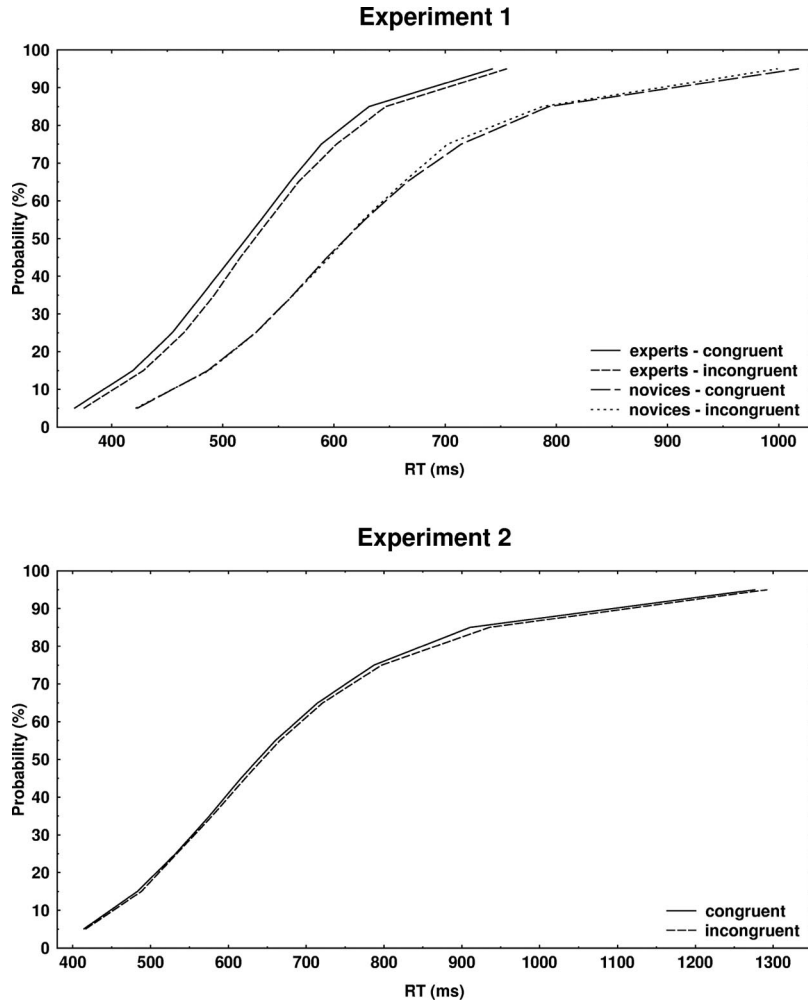 Experiment 1
100
90
80
70
60
50
40
30
20
10
0
Probability (%)
experts - congruent
experts - incongruent
novices - congruent
novices - incongruent
400 500 600 700 800 900 1000
RT (ms)
Experiment 2
100
90
80
70
60
50
40
30
20
10
0
Probability (%)
congruent
incongruent
400 500 600 700 800 900 1000 1100 1200 1300
RT (ms)